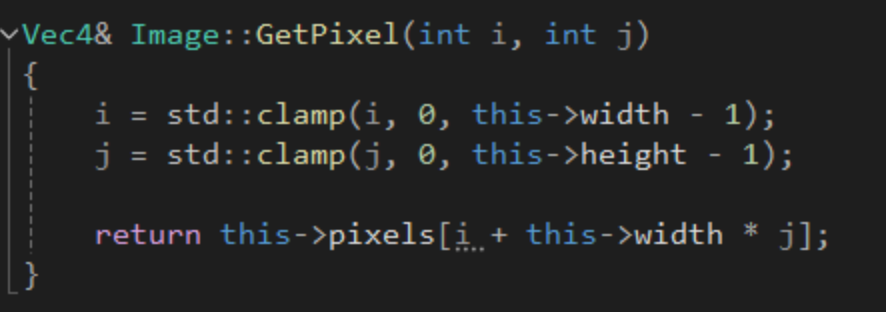 Vec4& Image::GetPixel(int i, int j)
{
i = std::clamp(i, 0, this->width - 1);
j = std::clamp(j, 0, this->height - 1);
return this->pixels[i + this->width * j];
}